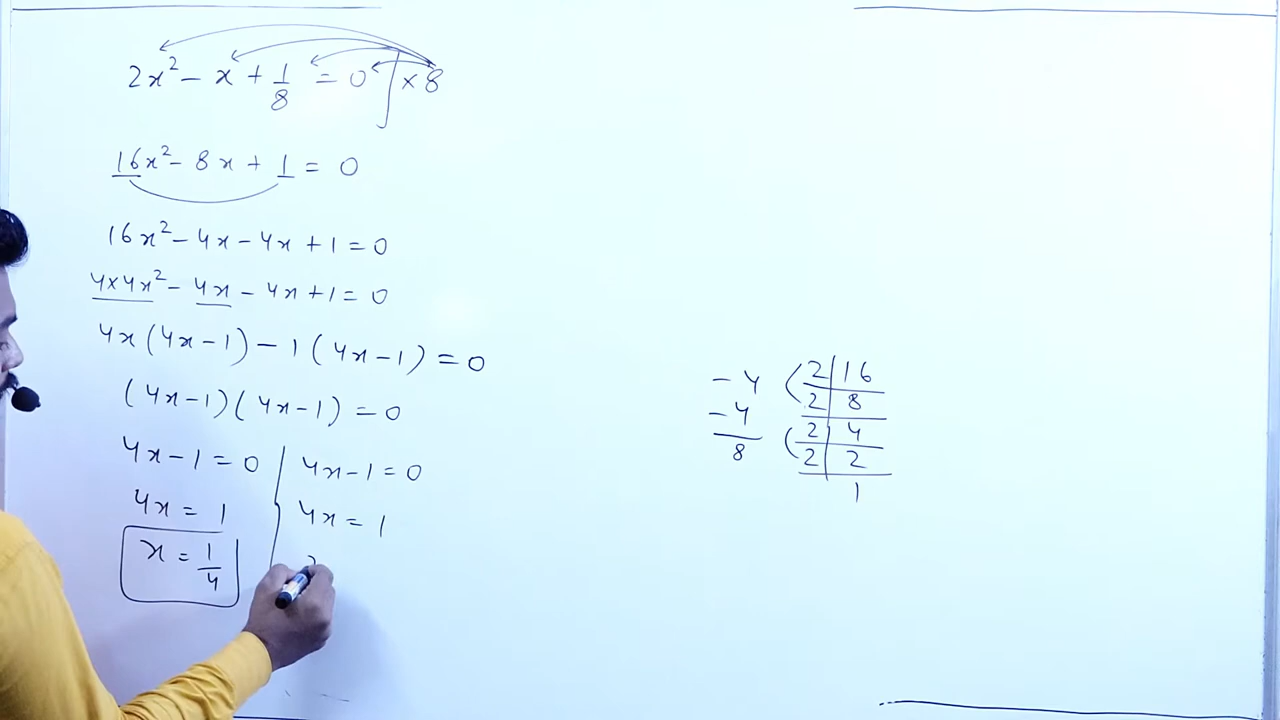 2x² − x + 1/8 = 0 ] × 8
16x² − 8x + 1 = 0
16x² − 4x − 4x + 1 = 0
4×4x² − 4x − 4x + 1 = 0
4x(4x − 1) − 1(4x − 1) = 0
(4x − 1)(4x − 1) = 0
4x − 1 = 0 | 4x − 1 = 0
4x = 1 | 4x = 1
x = 1/4
−4
−4
8
2 | 16
2 | 8
2 | 4
2 | 2
1